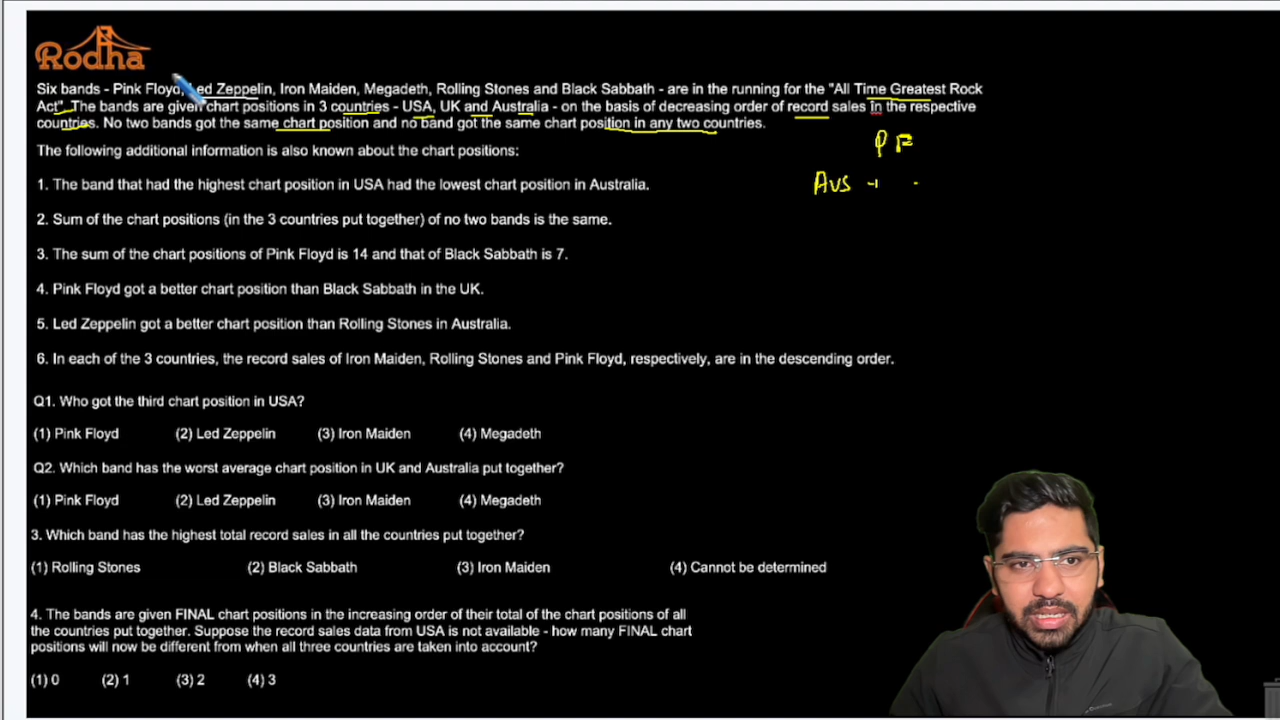 Rodha
Six bands - Pink Floyd, Led Zeppelin, Iron Maiden, Megadeth, Rolling Stones and Black Sabbath - are in the running for the "All Time Greatest Rock
Act". The bands are given chart positions in 3 countries - USA, UK and Australia - on the basis of decreasing order of record sales in the respective
countries. No two bands got the same chart position and no band got the same chart position in any two countries.
The following additional information is also known about the chart positions:
1. The band that had the highest chart position in USA had the lowest chart position in Australia.
2. Sum of the chart positions (in the 3 countries put together) of no two bands is the same.
3. The sum of the chart positions of Pink Floyd is 14 and that of Black Sabbath is 7.
4. Pink Floyd got a better chart position than Black Sabbath in the UK.
5. Led Zeppelin got a better chart position than Rolling Stones in Australia.
6. In each of the 3 countries, the record sales of Iron Maiden, Rolling Stones and Pink Floyd, respectively, are in the descending order.
PF
Aus
Q1. Who got the third chart position in USA?
(1) Pink Floyd (2) Led Zeppelin (3) Iron Maiden (4) Megadeth
Q2. Which band has the worst average chart position in UK and Australia put together?
(1) Pink Floyd (2) Led Zeppelin (3) Iron Maiden (4) Megadeth
3. Which band has the highest total record sales in all the countries put together?
(1) Rolling Stones (2) Black Sabbath (3) Iron Maiden (4) Cannot be determined
4. The bands are given FINAL chart positions in the increasing order of their total of the chart positions of all
the countries put together. Suppose the record sales data from USA is not available - how many FINAL chart
positions will now be different from when all three countries are taken into account?
(1) 0 (2) 1 (3) 2 (4) 3